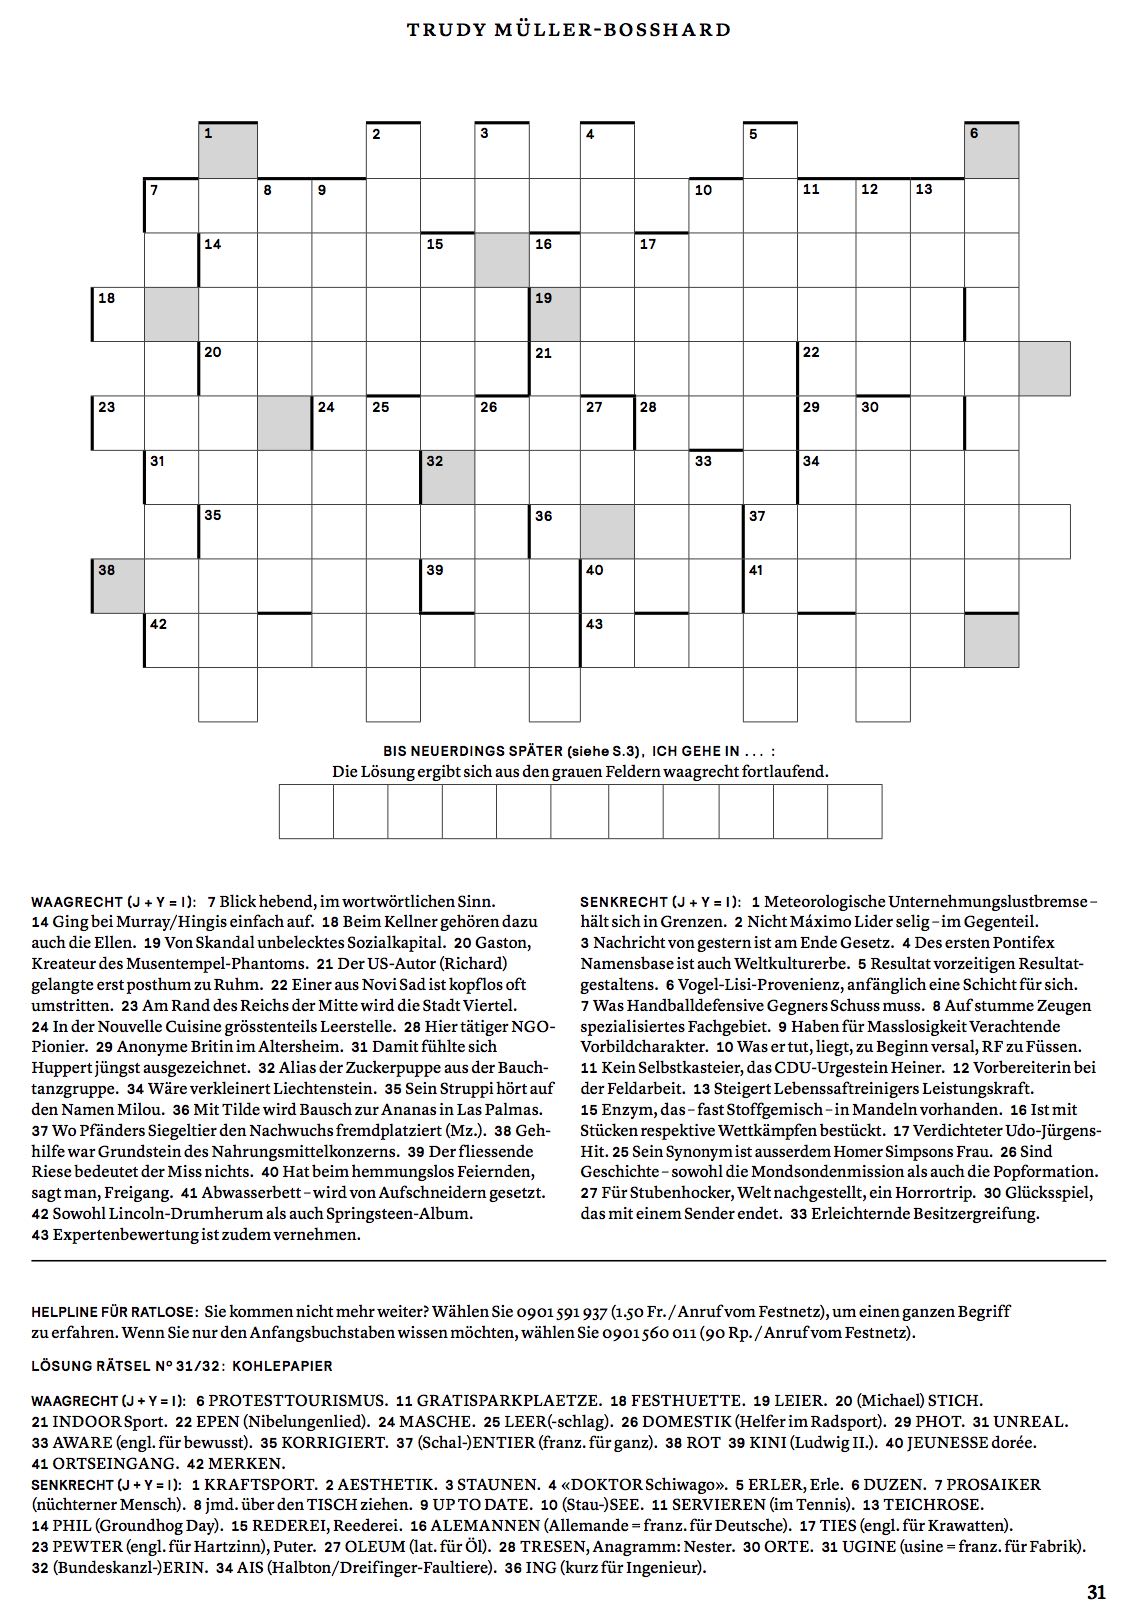 TRUDY MÜLLER-BOSSHARD
1 2 3 4 5 6
7 8 9 10 11 12 13
14 15 16 17
18 19
20 21 22
23 24 25 26 27 28 29 30
31 32 33 34
35 36 37
38 39 40 41
42 43
BIS NEUERDINGS SPÄTER (siehe S.3), ICH GEHE IN ... :
Die Lösung ergibt sich aus den grauen Feldern waagrecht fortlaufend.
WAAGRECHT (J + Y = I): 7 Blick hebend, im wortwörtlichen Sinn.
14 Ging bei Murray/Hingis einfach auf. 18 Beim Kellner gehören dazu
auch die Ellen. 19 Von Skandal unbelecktes Sozialkapital. 20 Gaston,
Kreateur des Musentempel-Phantoms. 21 Der US-Autor (Richard)
gelangte erst posthum zu Ruhm. 22 Einer aus Novi Sad ist kopflos oft
umstritten. 23 Am Rand des Reichs der Mitte wird die Stadt Viertel.
24 In der Nouvelle Cuisine grösstenteils Leerstelle. 28 Hier tätiger NGO-
Pionier. 29 Anonyme Britin im Altersheim. 31 Damit fühlte sich
Huppert jüngst ausgezeichnet. 32 Alias der Zuckerpuppe aus der Bauch-
tanzgruppe. 34 Wäre verkleinert Liechtenstein. 35 Sein Struppi hört auf
den Namen Milou. 36 Mit Tilde wird Bausch zur Ananas in Las Palmas.
37 Wo Pfänders Siegeltier den Nachwuchs fremdplatziert (Mz.). 38 Geh-
hilfe war Grundstein des Nahrungsmittelkonzerns. 39 Der fliessende
Riese bedeutet der Miss nichts. 40 Hat beim hemmungslos Feiernden,
sagt man, Freigang. 41 Abwasserbett – wird von Aufschneidern gesetzt.
42 Sowohl Lincoln-Drumherum als auch Springsteen-Album.
43 Expertenbewertung ist zudem vernehmen.
SENKRECHT (J + Y = I): 1 Meteorologische Unternehmungslustbremse –
hält sich in Grenzen. 2 Nicht Máximo Lider selig – im Gegenteil.
3 Nachricht von gestern ist am Ende Gesetz. 4 Des ersten Pontifex
Namensbase ist auch Weltkulturerbe. 5 Resultat vorzeitigen Resultat-
gestaltens. 6 Vogel-Lisi-Provenienz, anfänglich eine Schicht für sich.
7 Was Handballdefensive Gegners Schuss muss. 8 Auf stumme Zeugen
spezialisiertes Fachgebiet. 9 Haben für Masslosigkeit Verachtende
Vorbildcharakter. 10 Was er tut, liegt, zu Beginn versal, RF zu Füssen.
11 Kein Selbstkasteier, das CDU-Urgestein Heiner. 12 Vorbereiterin bei
der Feldarbeit. 13 Steigert Lebenssaftreinigers Leistungskraft.
15 Enzym, das – fast Stoffgemisch – in Mandeln vorhanden. 16 Ist mit
Stücken respektive Wettkämpfen bestückt. 17 Verdichteter Udo-Jürgens-
Hit. 25 Sein Synonym ist ausserdem Homer Simpsons Frau. 26 Sind
Geschichte – sowohl die Mondsondenmission als auch die Popformation.
27 Für Stubenhocker, Welt nachgestellt, ein Horrortrip. 30 Glücksspiel,
das mit einem Sender endet. 33 Erleichternde Besitzergreifung.
HELPLINE FÜR RATLOSE: Sie kommen nicht mehr weiter? Wählen Sie 0901 591 937 (1.50 Fr. / Anruf vom Festnetz), um einen ganzen Begriff
zu erfahren. Wenn Sie nur den Anfangsbuchstaben wissen möchten, wählen Sie 0901 560 011 (90 Rp. / Anruf vom Festnetz).
LÖSUNG RÄTSEL Nº 31/32: KOHLEPAPIER
WAAGRECHT (J + Y = I): 6 PROTESTTOURISMUS. 11 GRATISPARKPLAETZE. 18 FESTHUETTE. 19 LEIER. 20 (Michael) STICH.
21 INDOOR Sport. 22 EPEN (Nibelungenlied). 24 MASCHE. 25 LEER(-schlag). 26 DOMESTIK (Helfer im Radsport). 29 PHOT. 31 UNREAL.
33 AWARE (engl. für bewusst). 35 KORRIGIERT. 37 (Schal-)ENTIER (franz. für ganz). 38 ROT 39 KINI (Ludwig II.). 40 JEUNESSE dorée.
41 ORTSEINGANG. 42 MERKEN.
SENKRECHT (J + Y = I): 1 KRAFTSPORT. 2 AESTHETIK. 3 STAUNEN. 4 «DOKTOR Schiwago». 5 ERLER, Erle. 6 DUZEN. 7 PROSAIKER
(nüchterner Mensch). 8 jmd. über den TISCH ziehen. 9 UP TO DATE. 10 (Stau-)SEE. 11 SERVIEREN (im Tennis). 13 TEICHROSE.
14 PHIL (Groundhog Day). 15 REDEREI, Reederei. 16 ALEMANNEN (Allemande = franz. für Deutsche). 17 TIES (engl. für Krawatten).
23 PEWTER (engl. für Hartzinn), Puter. 27 OLEUM (lat. für Öl). 28 TRESEN, Anagramm: Nester. 30 ORTE. 31 UGINE (usine = franz. für Fabrik).
32 (Bundeskanzl-)ERIN. 34 AIS (Halbton/Dreifinger-Faultiere). 36 ING (kurz für Ingenieur).
31